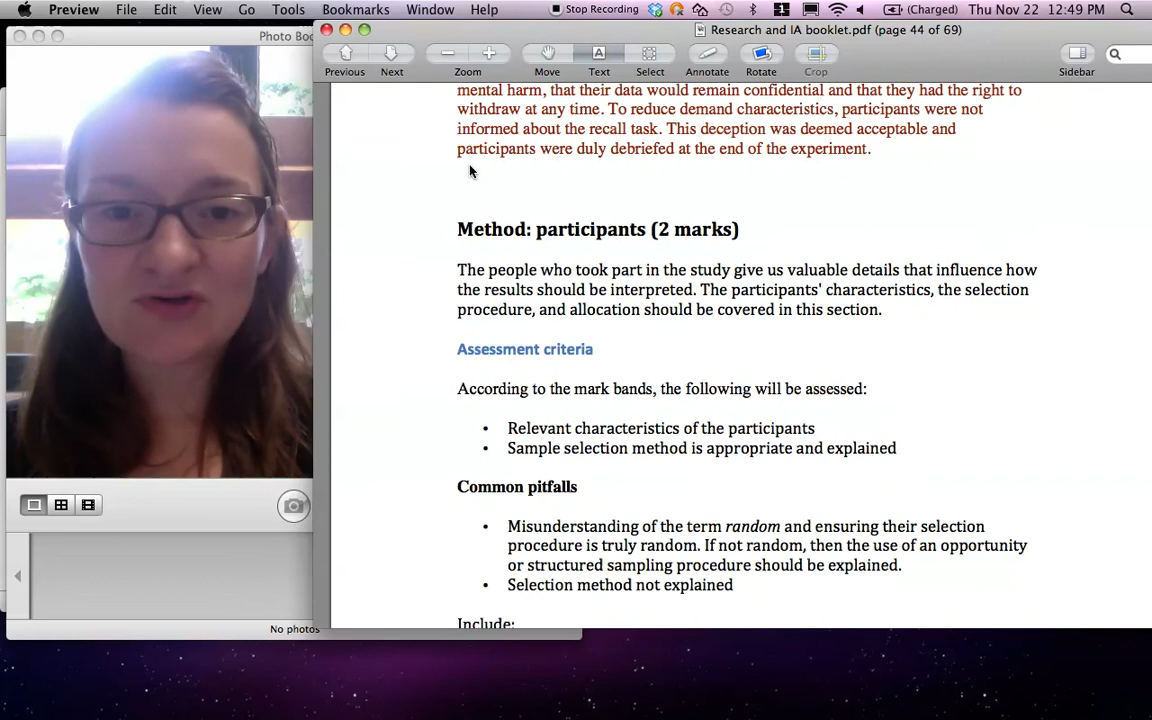 Preview File Edit View Go Tools Bookmarks Window Help Stop Recording 1 (Charged) Thu Nov 22 12:49 PM
Photo Boo
Research and IA booklet.pdf (page 44 of 69)
Previous Next Zoom Move Text Select Annotate Rotate Crop Sidebar
mental harm, that their data would remain confidential and that they had the right to
withdraw at any time. To reduce demand characteristics, participants were not
informed about the recall task. This deception was deemed acceptable and
participants were duly debriefed at the end of the experiment.
Method: participants (2 marks)
The people who took part in the study give us valuable details that influence how
the results should be interpreted. The participants' characteristics, the selection
procedure, and allocation should be covered in this section.
Assessment criteria
According to the mark bands, the following will be assessed:
• Relevant characteristics of the participants
• Sample selection method is appropriate and explained
Common pitfalls
• Misunderstanding of the term random and ensuring their selection
procedure is truly random. If not random, then the use of an opportunity
or structured sampling procedure should be explained.
• Selection method not explained
Include:
No photos